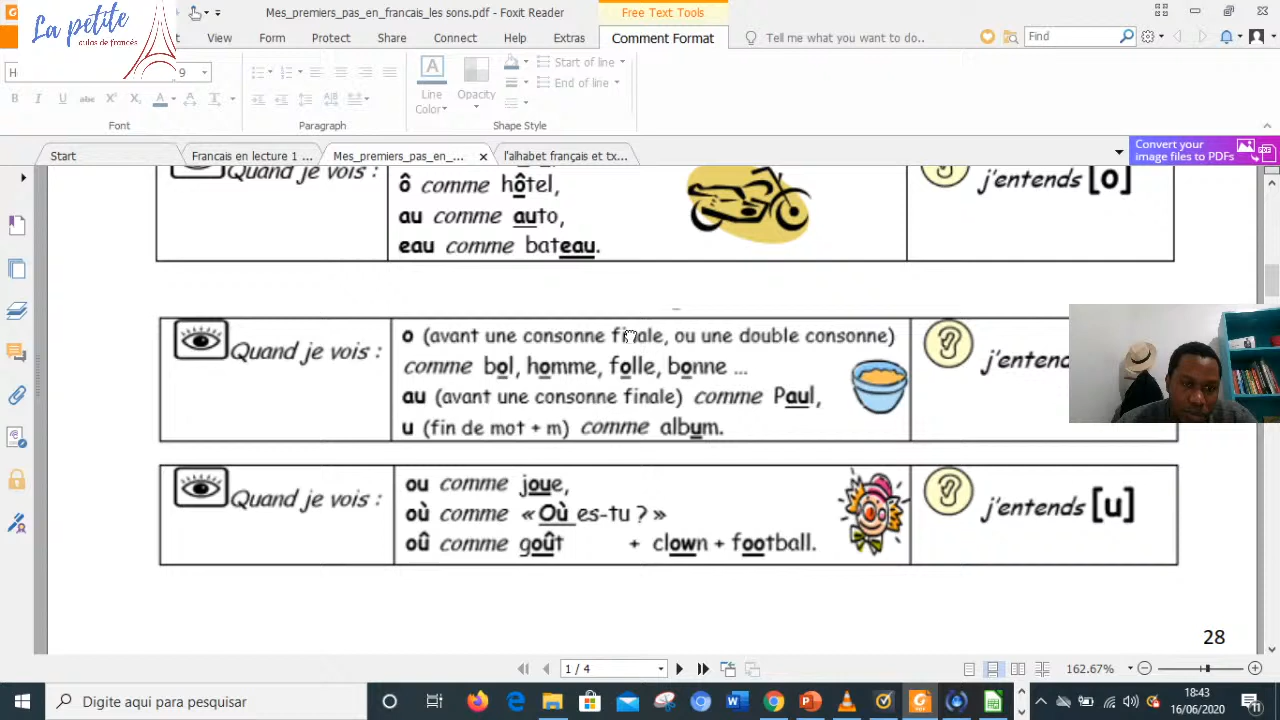 La petite
aulas de francés
Mes_premiers_pas_en_francais_les sons.pdf - Foxit Reader
Free Text Tools
View
Form
Protect
Share
Connect
Help
Extras
Comment Format
Tell me what you want to do..
Find
H
9
Start of line
End of line
Line
Color
Opacity
Font
Paragraph
Shape Style
Start
Francais en lecture 1 ...
Mes_premiers_pas_en_...
l'alhabet français et tx...
Convert your
image files to PDFs
Quand je vois :
ô comme hôtel,
au comme auto,
eau comme bateau.
j'entends [o]
Quand je vois :
o (avant une consonne finale, ou une double consonne)
comme bol, homme, folle, bonne ...
au (avant une consonne finale) comme Paul,
u (fin de mot + m) comme album.
Quand je vois :
ou comme joue,
où comme « Où es-tu ? »
oû comme goût + clown + football.
j'entends [u]
28
1 / 4
162.67%
Digite aqui para pesquisar
18:43
16/06/2020